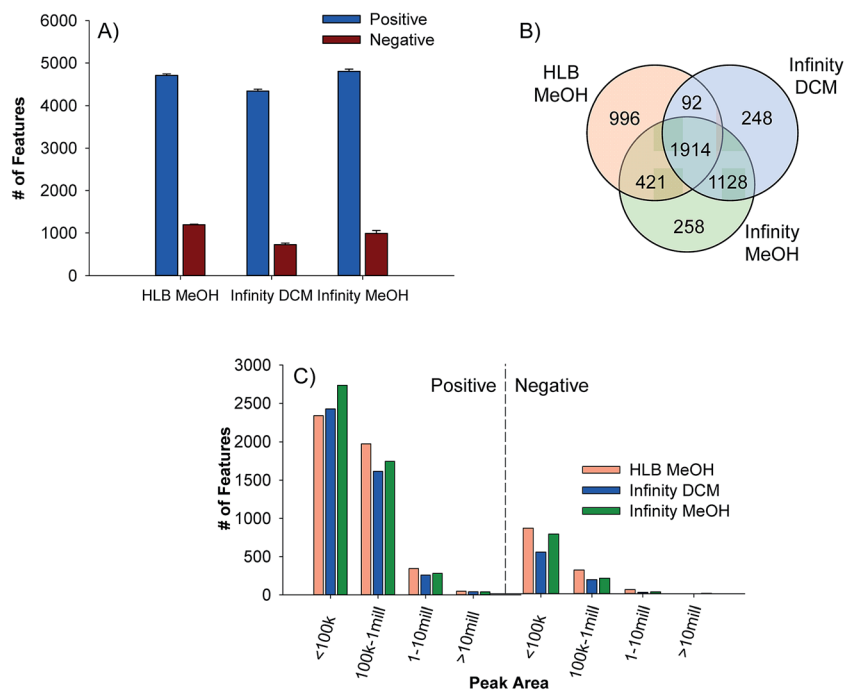 A)
Positive
Negative
6000
5000
4000
3000
2000
1000
0
# of Features
HLB MeOH
Infinity DCM
Infinity MeOH
B)
HLB
MeOH
Infinity
DCM
996
92
248
1914
421
1128
258
Infinity
MeOH
C)
Positive
Negative
3000
2500
2000
1500
1000
500
0
# of Features
HLB MeOH
Infinity DCM
Infinity MeOH
<100k
100k-1mill
1-10mill
>10mill
<100k
100k-1mill
1-10mill
>10mill
Peak Area